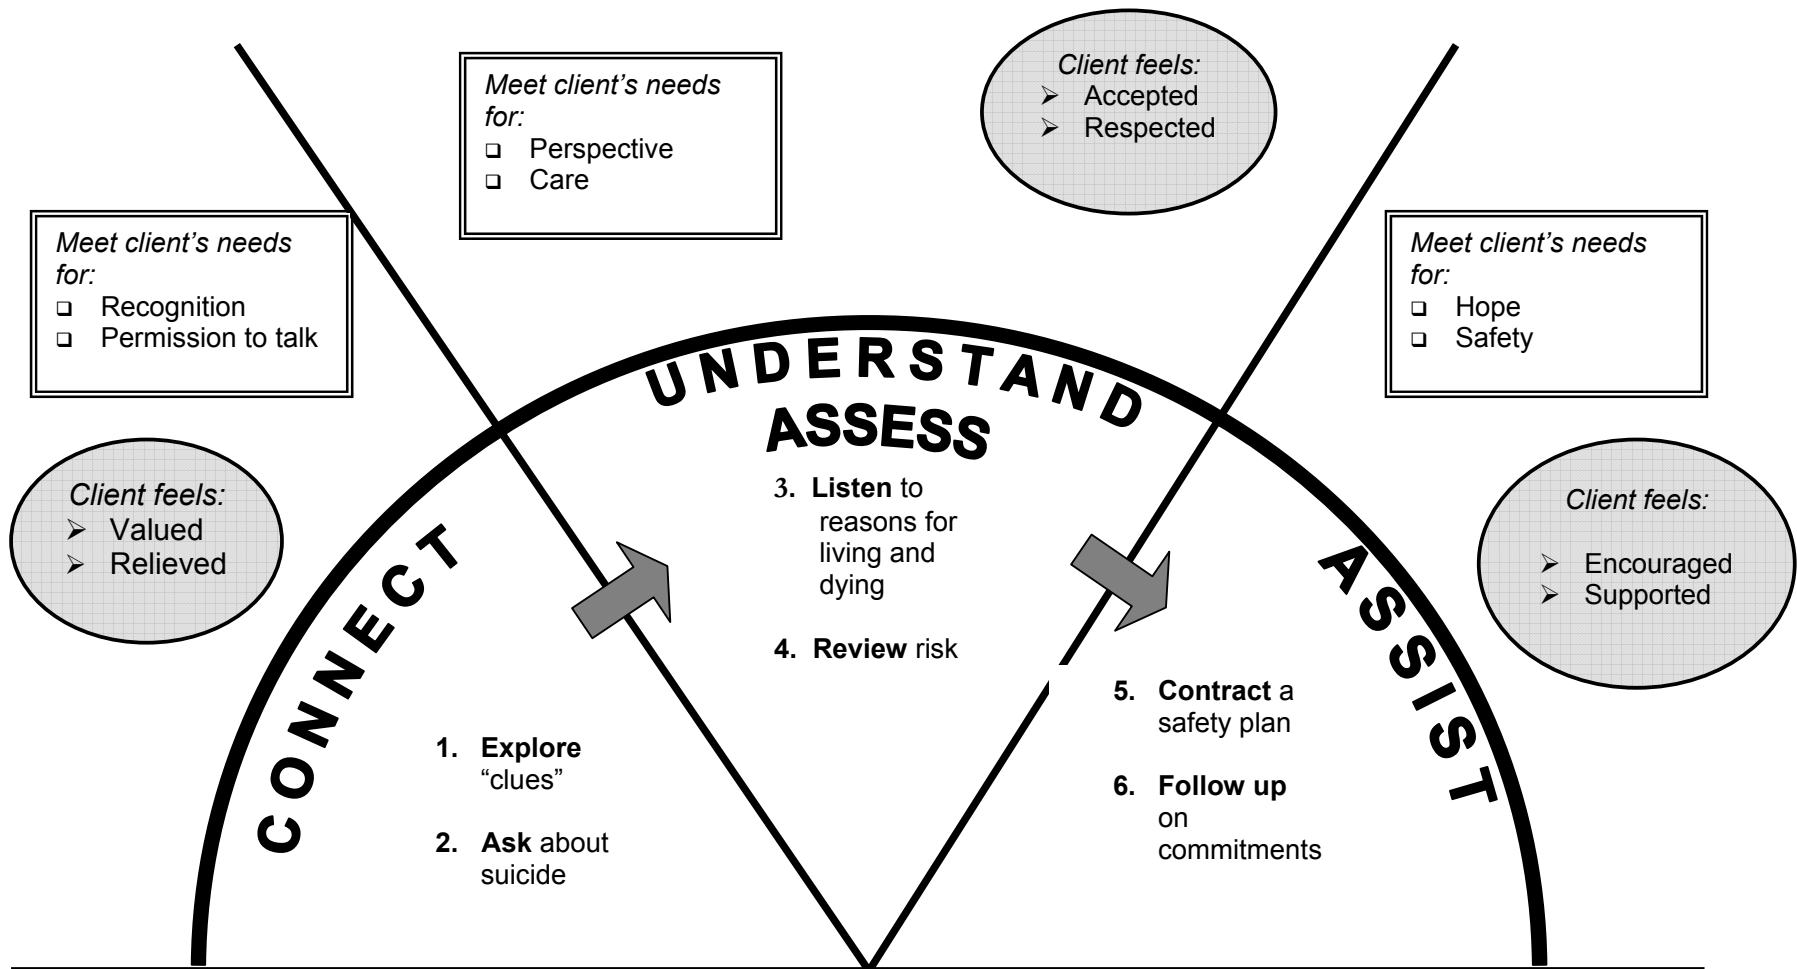 Meet client’s needs
for:
❑ Recognition
❑ Permission to talk
Client feels:
➢ Valued
➢ Relieved
CONNECT
1. Explore
“clues”
2. Ask about
suicide
Meet client’s needs
for:
❑ Perspective
❑ Care
Client feels:
➢ Accepted
➢ Respected
UNDERSTAND
ASSESS
3. Listen to
reasons for
living and
dying
4. Review risk
Meet client’s needs
for:
❑ Hope
❑ Safety
Client feels:
➢ Encouraged
➢ Supported
ASSIST
5. Contract a
safety plan
6. Follow up
on
commitments